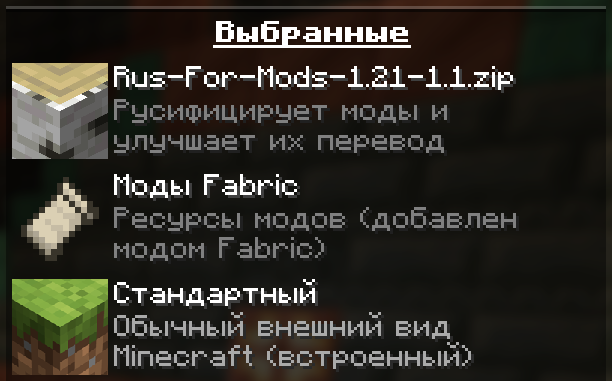 Выбранные
Rus-For-Mods-1.21-1.1.zip
Русифицирует моды и
улучшает их перевод
Моды Fabric
Ресурсы модов (добавлен
модом Fabric)
Стандартный
Обычный внешний вид
Minecraft (встроенный)